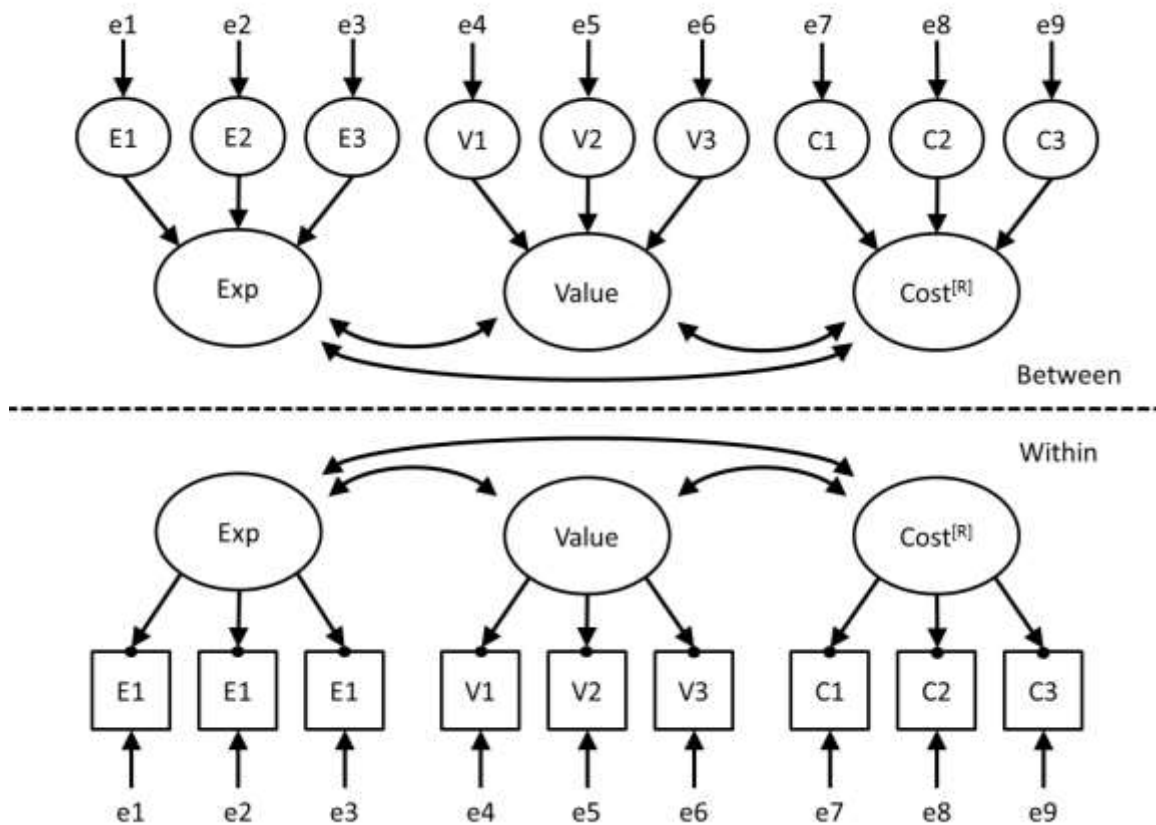 e1 e2 e3 e4 e5 e6 e7 e8 e9
E1 E2 E3 V1 V2 V3 C1 C2 C3
Exp Value Cost[R]
Between
Within
Exp Value Cost[R]
E1 E1 E1 V1 V2 V3 C1 C2 C3
e1 e2 e3 e4 e5 e6 e7 e8 e9